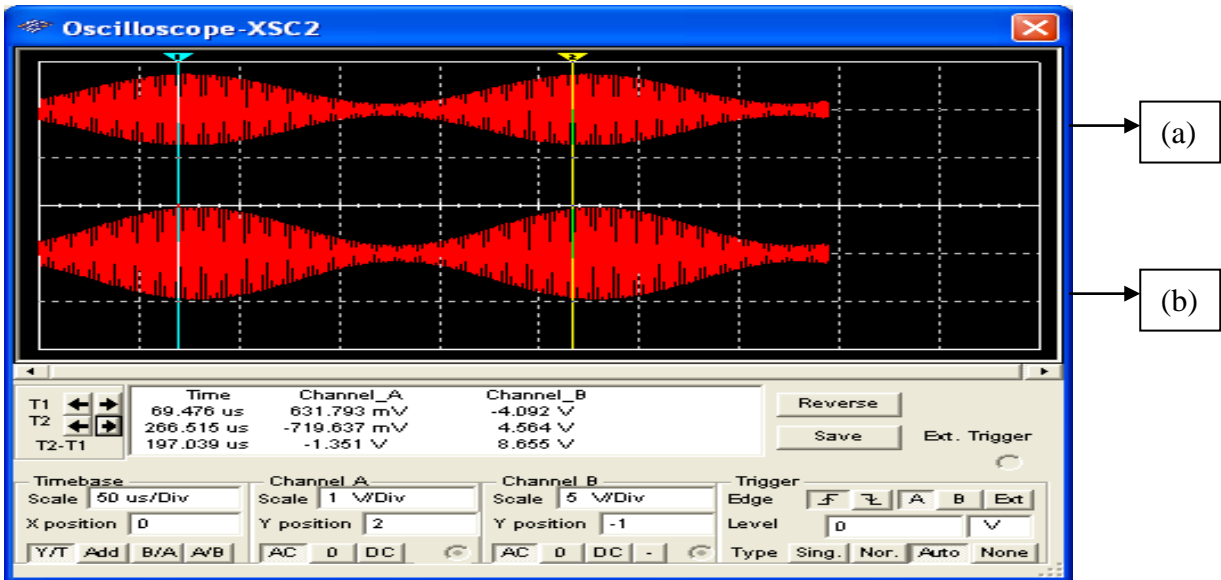 Oscilloscope-XSC2
1 2
(a)
(b)
Time Channel_A Channel_B
T1 69.476 us 631.793 mV -4.092 V
T2 266.515 us -719.637 mV 4.564 V
T2-T1 197.039 us -1.351 V 8.655 V
Reverse
Save
Ext. Trigger
Timebase
Scale 50 us/Div
X position 0
Y/T Add B/A A/B
Channel A
Scale 1 V/Div
Y position 2
AC 0 DC
Channel B
Scale 5 V/Div
Y position -1
AC 0 DC -
Trigger
Edge A B Ext
Level 0 V
Type Sing. Nor. Auto None